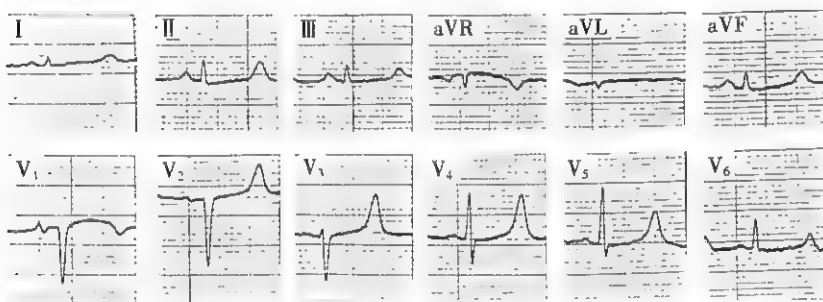 I II III aVR aVL aVF
V₁ V₂ V₃ V₄ V₅ V₆